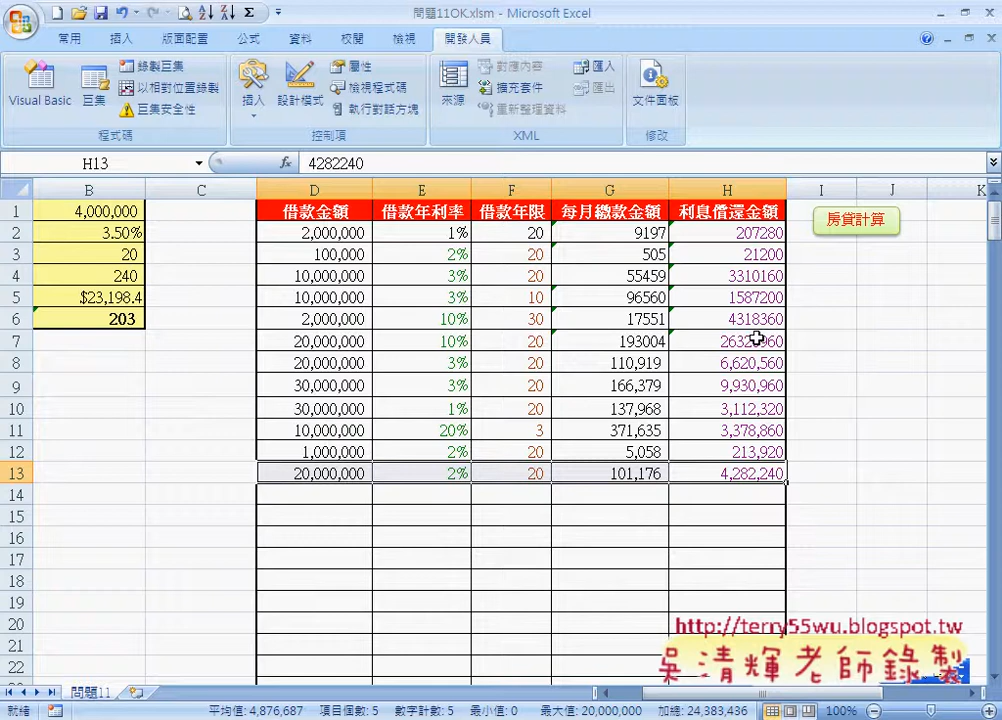 問題11OK.xlsm - Microsoft Excel
常用 插入 版面配置 公式 資料 校閱 檢視 開發人員
Visual Basic 巨集 錄製巨集 以相對位置錄製 巨集安全性 程式碼
插入 設計模式 屬性 檢視程式碼 執行對話方塊 控制項
來源 對應內容 擴充套件 重新整理資料 匯入 匯出 XML
文件面板 修改
H13 fx 4282240
B C D E F G H I J K
1 4,000,000 借款金額 借款年利率 借款年限 每月繳款金額 利息償還金額 房貸計算
2 3.50% 2,000,000 1% 20 9197 207280
3 20 100,000 2% 20 505 21200
4 240 10,000,000 3% 20 55459 3310160
5 $23,198.4 10,000,000 3% 10 96560 1587200
6 203 2,000,000 10% 30 17551 4318360
7 20,000,000 10% 20 193004
8 20,000,000 3% 20 110,919 6,620,560
9 30,000,000 3% 20 166,379 9,930,960
10 30,000,000 1% 20 137,968 3,112,320
11 10,000,000 20% 3 371,635 3,378,860
12 1,000,000 2% 20 5,058 213,920
13 20,000,000 2% 20 101,176 4,282,240
14
15
16
17
18
19
20
21
22
http://terry55wu.blogspot.tw
吳清輝老師錄製
問題11
就緒 平均值: 4,876,687 項目個數: 5 數字計數: 5 最小值: 0 最大值: 20,000,000 加總: 24,383,436 100%